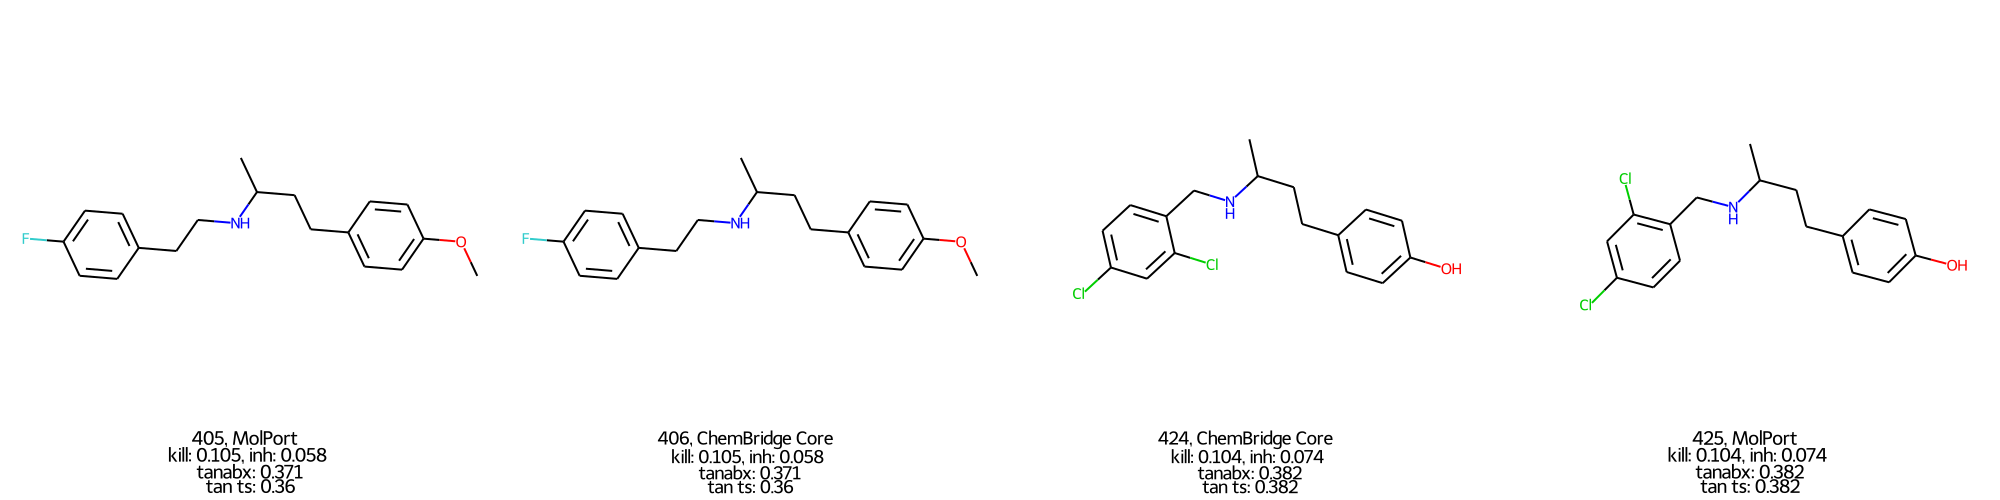 F
NH
O
F
NH
O
Cl
Cl
N
H
OH
Cl
Cl
N
H
OH
405, MolPort
kill: 0.105, inh: 0.058
tanabx: 0.371
tan ts: 0.36
406, ChemBridge Core
kill: 0.105, inh: 0.058
tanabx: 0.371
tan ts: 0.36
424, ChemBridge Core
kill: 0.104, inh: 0.074
tanabx: 0.382
tan ts: 0.382
425, MolPort
kill: 0.104, inh: 0.074
tanabx: 0.382
tan ts: 0.382